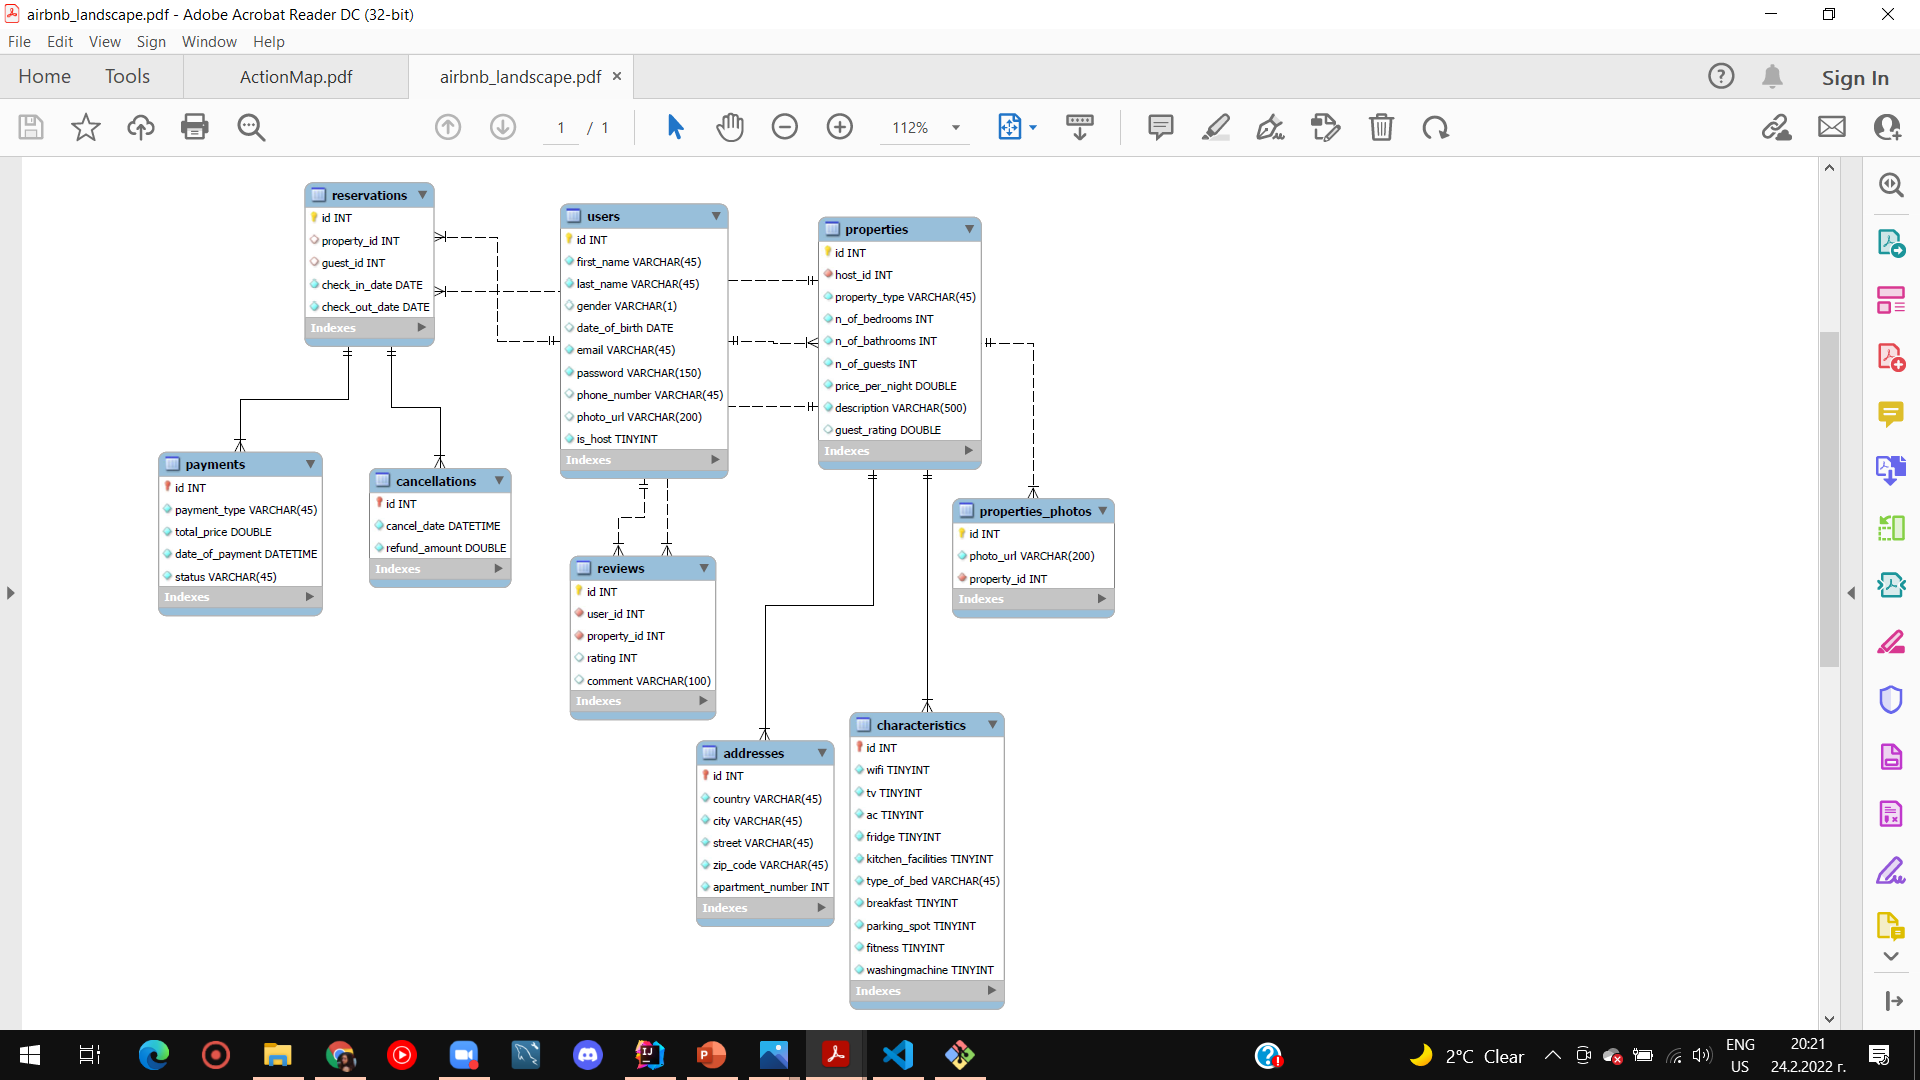 airbnb_landscape.pdf - Adobe Acrobat Reader DC (32-bit)
File Edit View Sign Window Help
Home Tools ActionMap.pdf airbnb_landscape.pdf × Sign In
1 / 1 112%
reservations
id INT
property_id INT
guest_id INT
check_in_date DATE
check_out_date DATE
Indexes
users
id INT
first_name VARCHAR(45)
last_name VARCHAR(45)
gender VARCHAR(1)
date_of_birth DATE
email VARCHAR(45)
password VARCHAR(150)
phone_number VARCHAR(45)
photo_url VARCHAR(200)
is_host TINYINT
Indexes
properties
id INT
host_id INT
property_type VARCHAR(45)
n_of_bedrooms INT
n_of_bathrooms INT
n_of_guests INT
price_per_night DOUBLE
description VARCHAR(500)
guest_rating DOUBLE
Indexes
payments
id INT
payment_type VARCHAR(45)
total_price DOUBLE
date_of_payment DATETIME
status VARCHAR(45)
Indexes
cancellations
id INT
cancel_date DATETIME
refund_amount DOUBLE
Indexes
properties_photos
id INT
photo_url VARCHAR(200)
property_id INT
Indexes
reviews
id INT
user_id INT
property_id INT
rating INT
comment VARCHAR(100)
Indexes
addresses
id INT
country VARCHAR(45)
city VARCHAR(45)
street VARCHAR(45)
zip_code VARCHAR(45)
apartment_number INT
Indexes
characteristics
id INT
wifi TINYINT
tv TINYINT
ac TINYINT
fridge TINYINT
kitchen_facilities TINYINT
type_of_bed VARCHAR(45)
breakfast TINYINT
parking_spot TINYINT
fitness TINYINT
washingmachine TINYINT
Indexes
2°C Clear
ENG
US
20:21
24.2.2022 г.